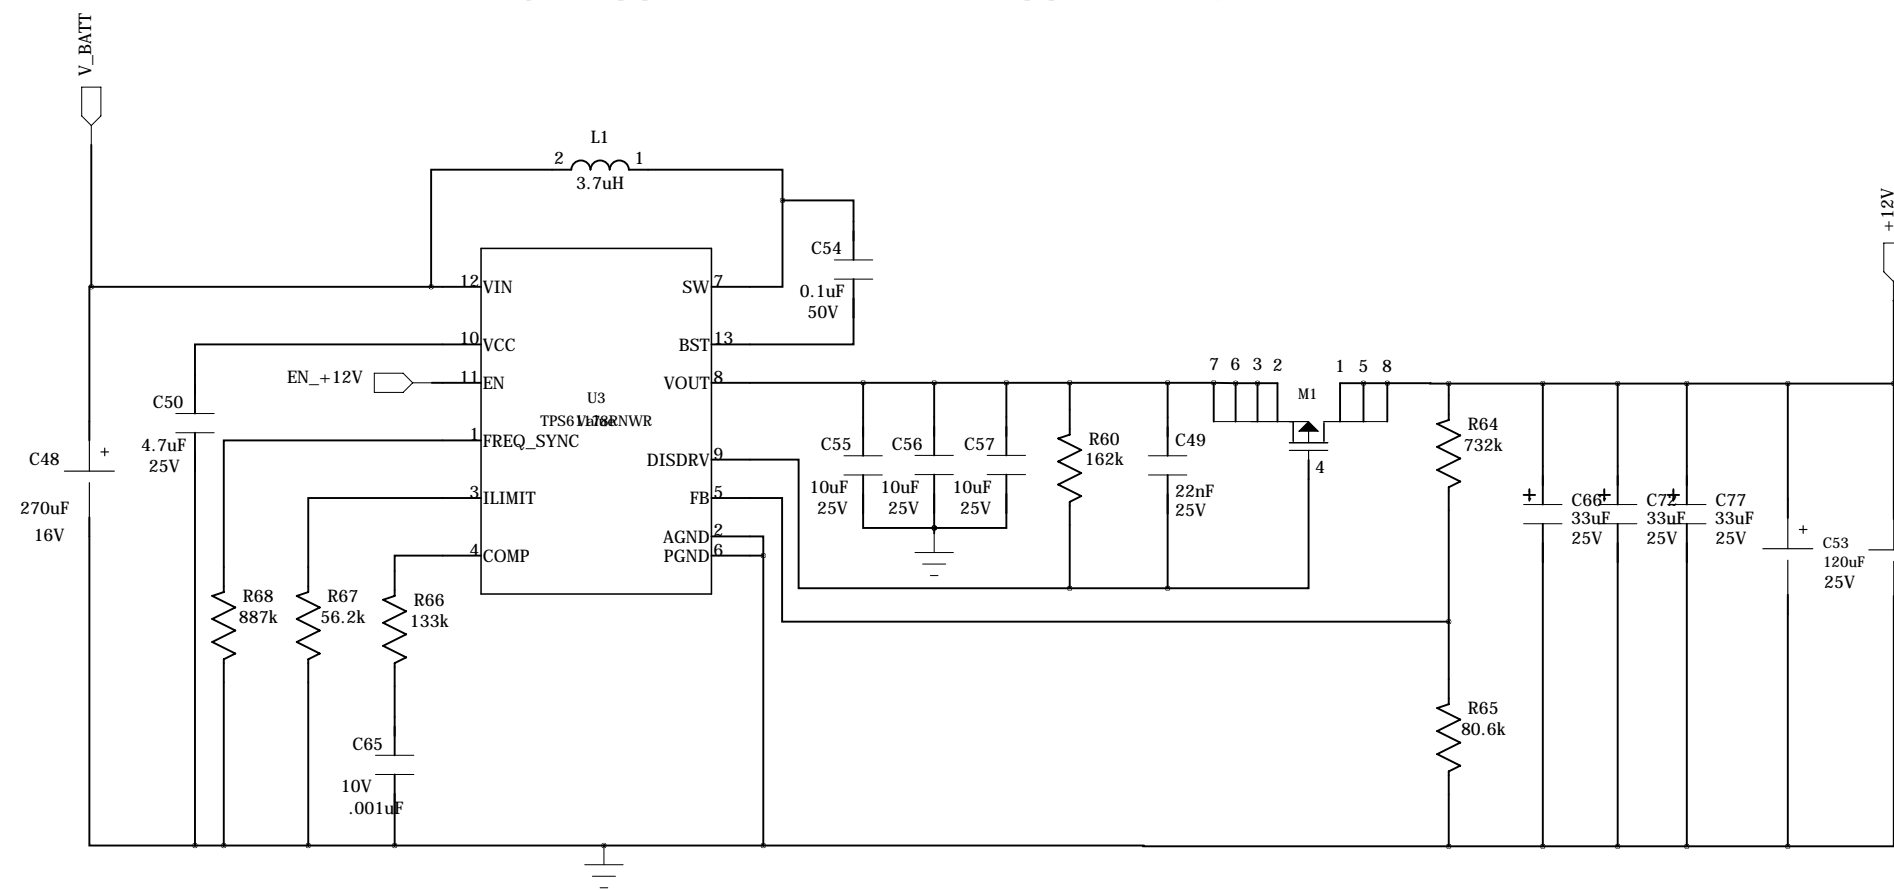 V_BATT
L1
2
1
3.7uH
+12V
C54
0.1uF
50V
12
VIN
SW
7
10
VCC
BST
13
EN_+12V
11
EN
VOUT
8
7 6 3 2
1 5 8
M1
4
U3
TPS61178RNWR
C50
4.7uF
25V
1
FREQ_SYNC
DISDRV
9
C48
+
270uF
16V
3
ILIMIT
FB
5
AGND
2
4
COMP
PGND
6
C55
10uF
25V
C56
10uF
25V
C57
10uF
25V
R60
162k
C49
22nF
25V
R64
732k
+
C66
33uF
25V
+
C72
33uF
25V
+
C77
33uF
25V
+
C53
120uF
25V
R68
887k
R67
56.2k
R66
133k
C65
10V
.001uF
R65
80.6k